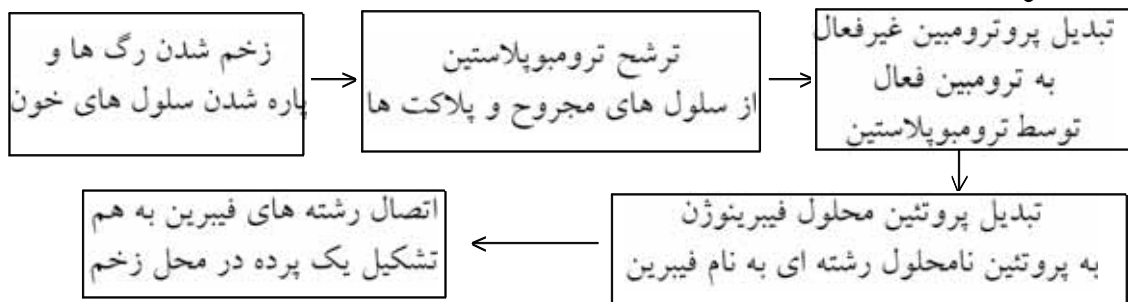 زخم شدن رگ ها و
پاره شدن سلول های خون
ترشح ترومبوپلاستین
از سلول های مجروح و پلاکت ها
تبدیل پروترومبین غیرفعال
به ترومبین فعال
توسط ترومبوپلاستین
تبدیل پروتئین محلول فیبرینوژن
به پروتئین نامحلول رشته ای به نام فیبرین
اتصال رشته های فیبرین به هم
تشکیل یک پرده در محل زخم